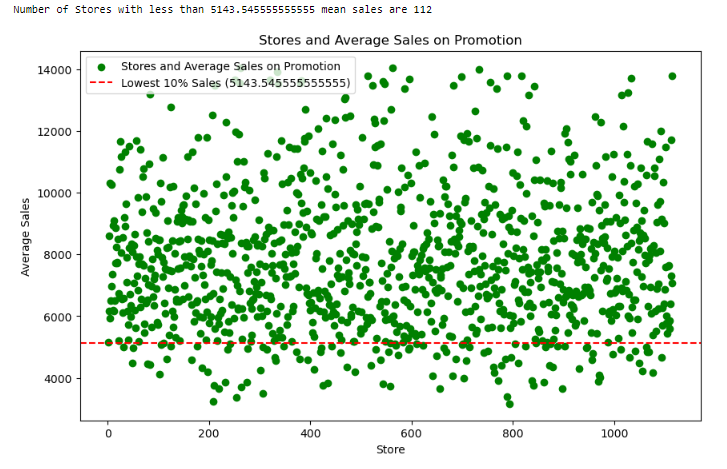 Number of Stores with less than 5143.545555555555 mean sales are 112
Stores and Average Sales on Promotion
Stores and Average Sales on Promotion
Lowest 10% Sales (5143.545555555555)
14000
12000
10000
8000
6000
4000
Average Sales
0 200 400 600 800 1000
Store